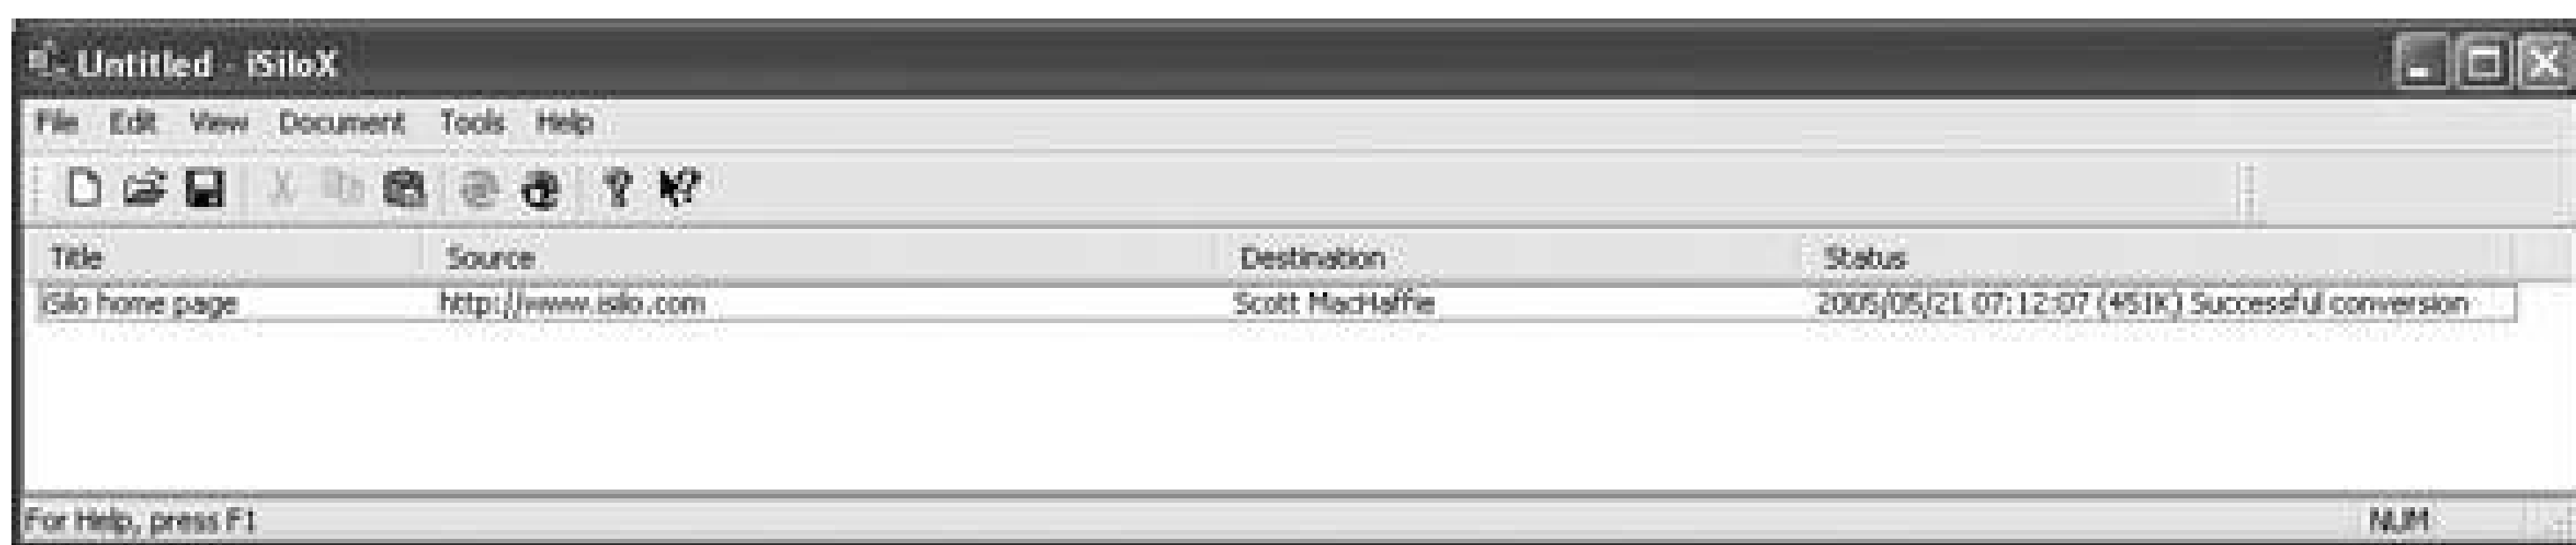 Untitled - iSiloX
File Edit View Document Tools Help
Title Source Destination Status
iSilo home page http://www.isilo.com Scott MacHaffie 2005/05/21 07:12:07 (451K) Successful conversion
For Help, press F1 NUM